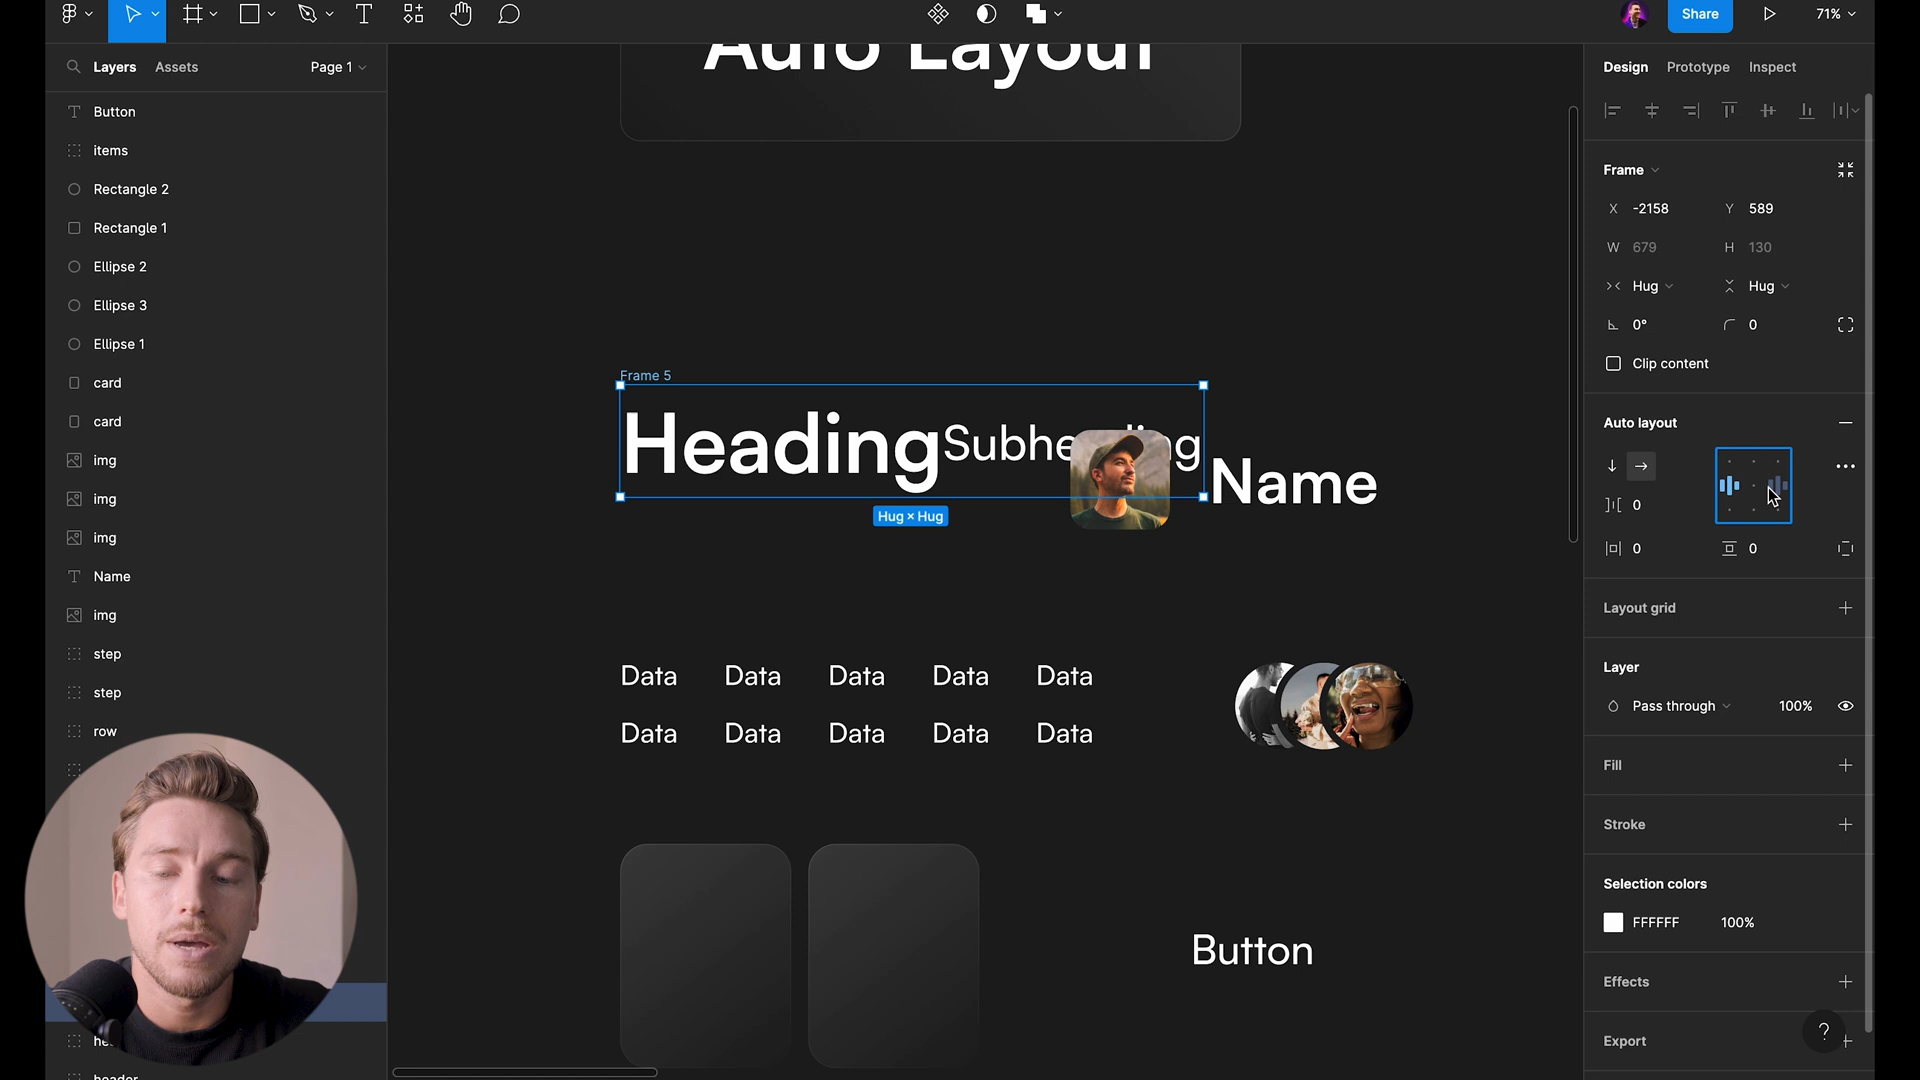 Share
71%
Layers
Assets
Page 1
Button
items
Rectangle 2
Rectangle 1
Ellipse 2
Ellipse 3
Ellipse 1
card
card
img
img
img
Name
img
step
step
row
header
Auto Layout
Frame 5
Heading
Subheading
Name
Hug × Hug
Data Data Data Data Data
Data Data Data Data Data
Button
Design
Prototype
Inspect
Frame
X -2158 Y 589
W 679 H 130
Hug Hug
0° 0
Clip content
Auto layout
0
0 0
Layout grid
Layer
Pass through 100%
Fill
Stroke
Selection colors
FFFFFF 100%
Effects
Export
?